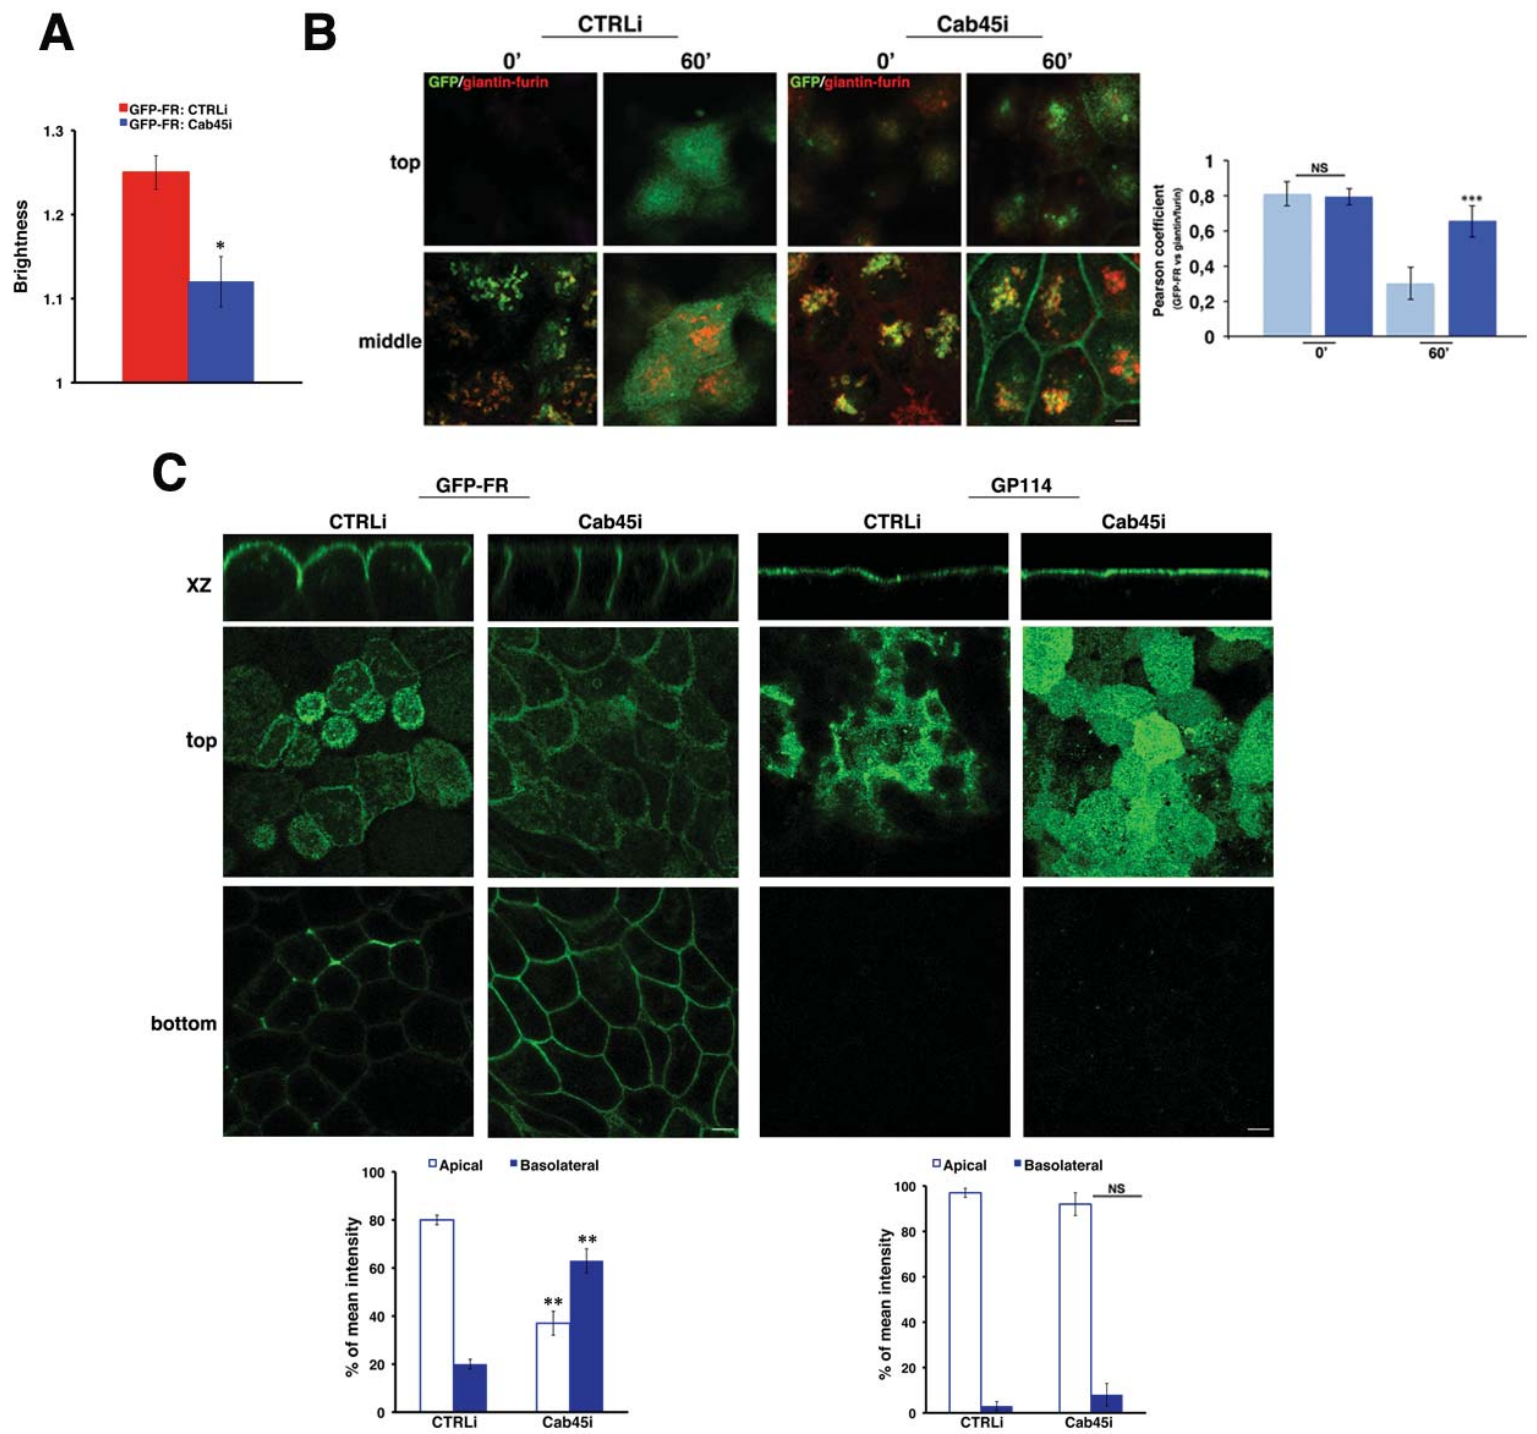 A
GFP-FR: CTRLi
GFP-FR: Cab45i
Brightness
1.3
1.2
1.1
1
*
B
CTRLi
Cab45i
0’
60’
0’
60’
GFP/giantin-furin
GFP/giantin-furin
top
middle
Pearson coefficient
(GFP-FR vs giantin/furin)
1
0,8
0,6
0,4
0,2
0
NS
***
0’
60’
C
GFP-FR
GP114
CTRLi
Cab45i
CTRLi
Cab45i
XZ
top
bottom
Apical
Basolateral
% of mean intensity
100
80
60
40
20
0
**
**
CTRLi
Cab45i
Apical
Basolateral
% of mean intensity
100
80
60
40
20
0
NS
CTRLi
Cab45i